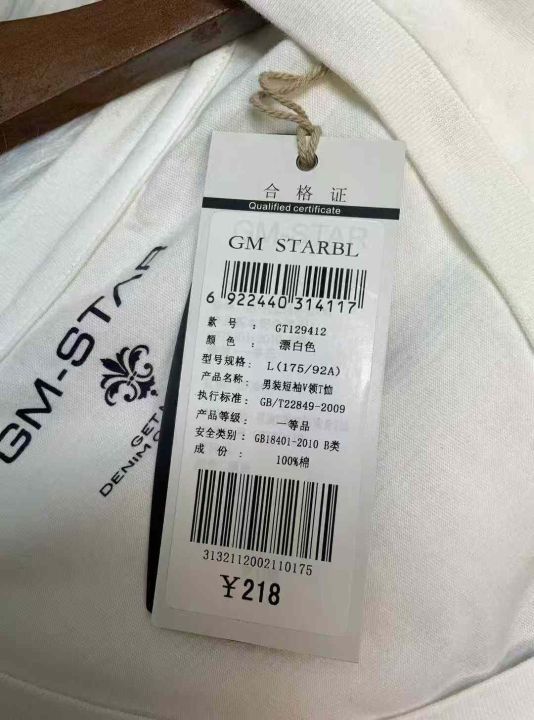 合格证
Qualified certificate
GM STARBL
6 922440 314117
款 号 : GT129412
颜 色 : 漂白色
型号规格: L(175/92A)
产品名称: 男装短袖V领T恤
执行标准: GB/T22849-2009
产品等级: 一等品
安全类别: GB18401-2010 B类
成 份: 100%棉
3132112002110175
￥218
GM-STAR
DENIM